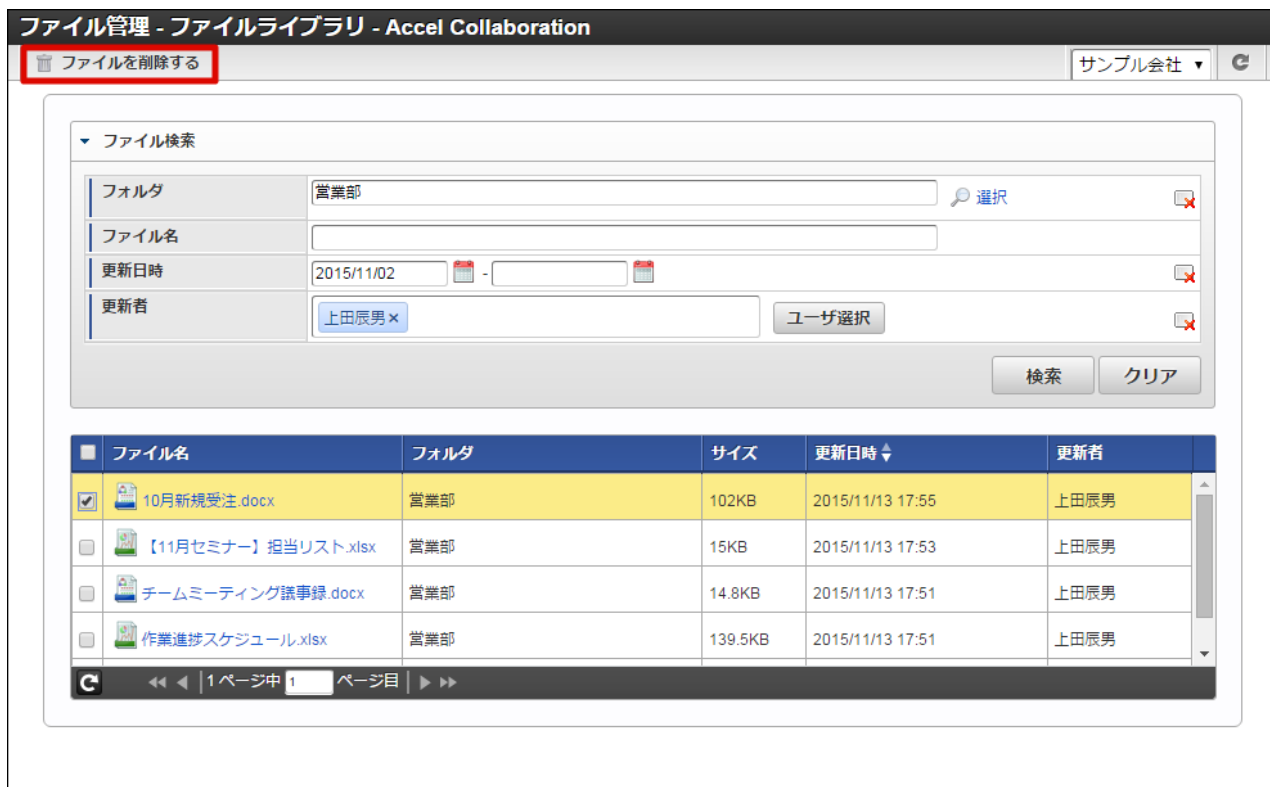 ファイル管理 - ファイルライブラリ - Accel Collaboration
ファイルを削除する サンプル会社
ファイル検索
フォルダ 営業部 選択
ファイル名
更新日時 2015/11/02 -
更新者 上田辰男 × ユーザ選択
検索 クリア
ファイル名 フォルダ サイズ 更新日時 更新者
10月新規受注.docx 営業部 102KB 2015/11/13 17:55 上田辰男
【11月セミナー】担当リスト.xlsx 営業部 15KB 2015/11/13 17:53 上田辰男
チームミーティング議事録.docx 営業部 14.8KB 2015/11/13 17:51 上田辰男
作業進捗スケジュール.xlsx 営業部 139.5KB 2015/11/13 17:51 上田辰男
1 ページ中 1 ページ目